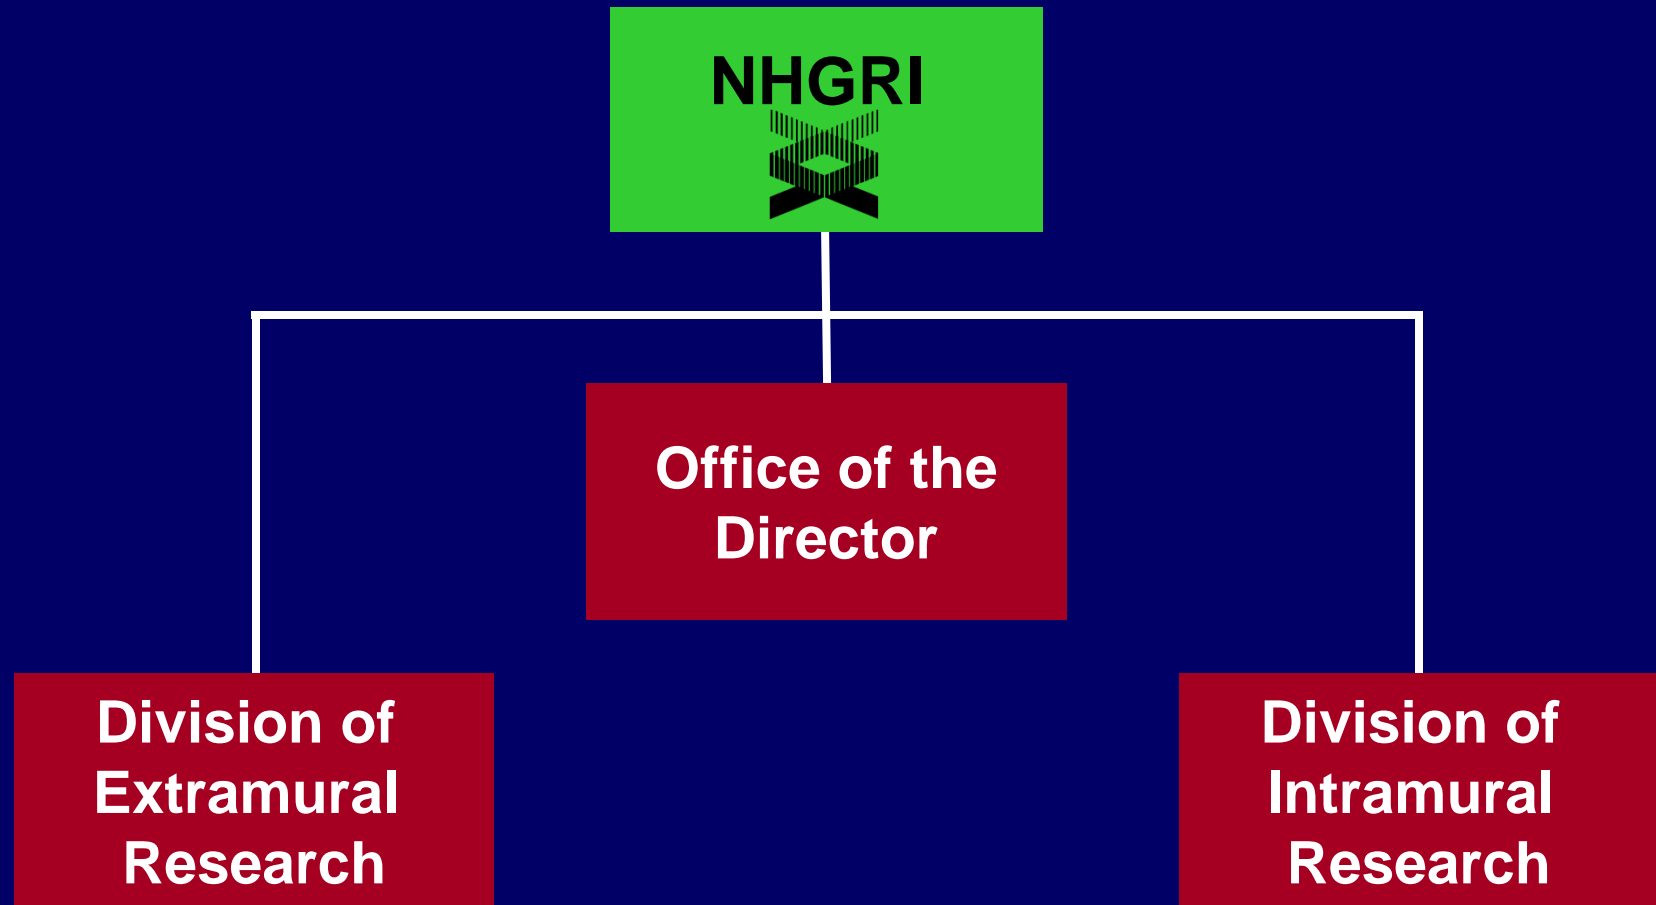 NHGRI
Office of the
Director
Division of
Extramural
Research
Division of
Intramural
Research